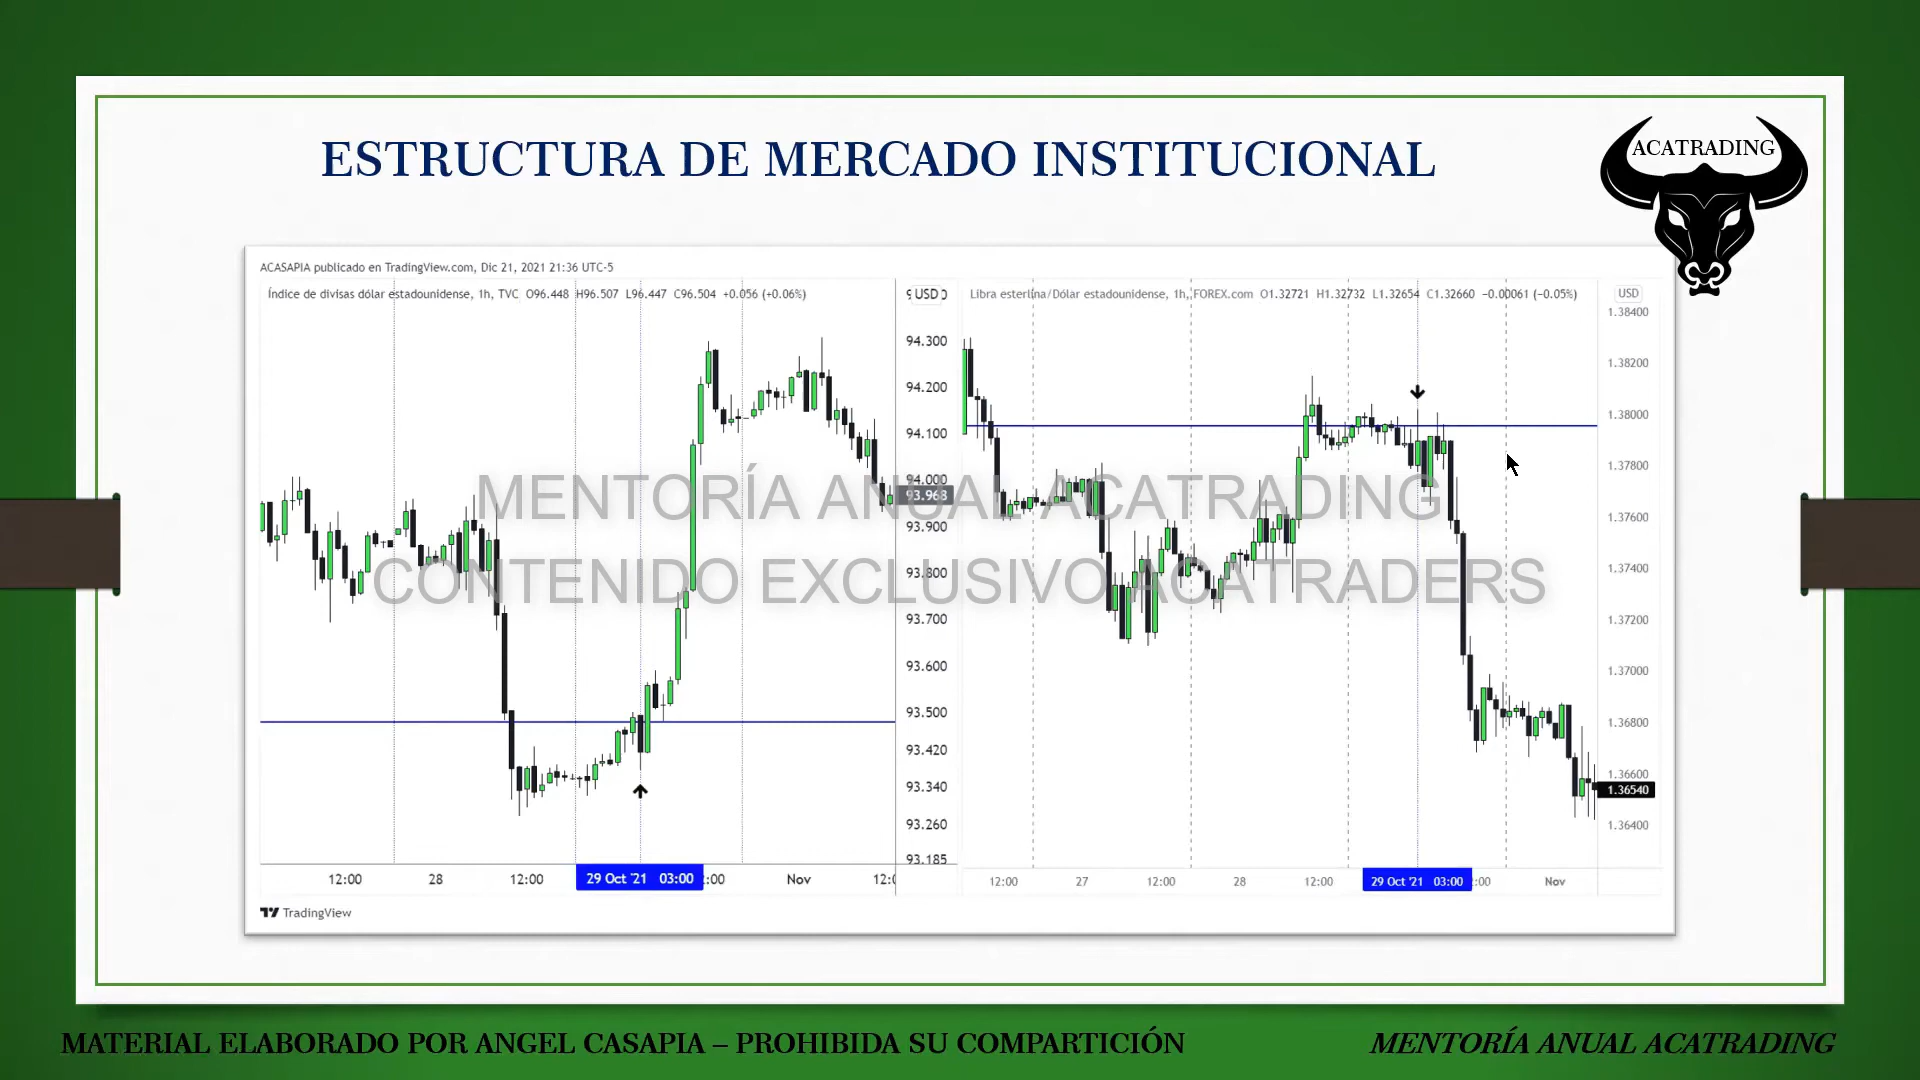 ESTRUCTURA DE MERCADO INSTITUCIONAL
ACATRADING
ACASAPIA publicado en TradingView.com, Dic 21, 2021 21:36 UTC-5
Índice de divisas dólar estadounidense, 1h, TVC O96.448 H96.507 L96.447 C96.504 +0.056 (+0.06%)
USD
94.300
94.200
94.100
94.000
93.968
93.900
93.800
93.700
93.600
93.500
93.420
93.340
93.260
93.185
12:00 28 12:00 29 Oct '21 03:00 :00 Nov 12:0
Libra esterlina/Dólar estadounidense, 1h, FOREX.com O1.32721 H1.32732 L1.32654 C1.32660 −0.00061 (−0.05%)
USD
1.38400
1.38200
1.38000
1.37800
1.37600
1.37400
1.37200
1.37000
1.36800
1.36600
1.36540
1.36400
12:00 27 12:00 28 12:00 29 Oct '21 03:00 :00 Nov
TradingView
MENTORÍA ANUAL ACATRADING
CONTENIDO EXCLUSIVO ACATRADERS
MATERIAL ELABORADO POR ANGEL CASAPIA – PROHIBIDA SU COMPARTICIÓN
MENTORÍA ANUAL ACATRADING